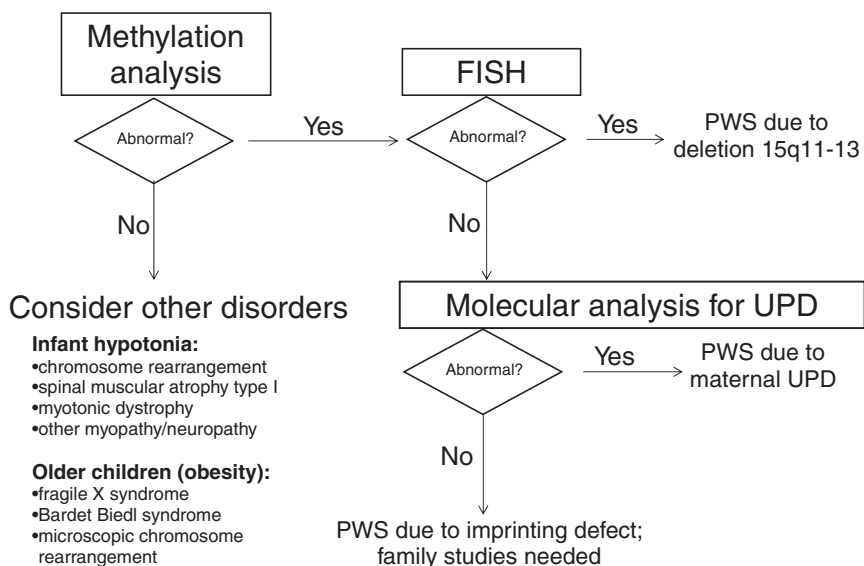 Methylation
analysis
FISH
Abnormal?
Yes
Abnormal?
Yes
PWS due to
deletion 15q11-13
No
No
Consider other disorders
Infant hypotonia:
•chromosome rearrangement
•spinal muscular atrophy type I
•myotonic dystrophy
•other myopathy/neuropathy
Older children (obesity):
•fragile X syndrome
•Bardet Biedl syndrome
•microscopic chromosome
rearrangement
Molecular analysis for UPD
Abnormal?
Yes
PWS due to
maternal UPD
No
PWS due to imprinting defect;
family studies needed